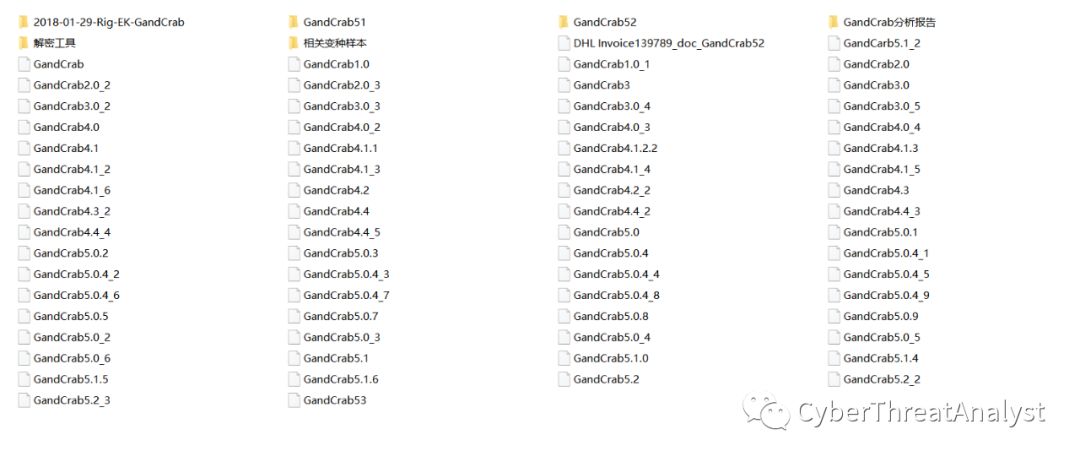 2018-01-29-Rig-EK-GandCrab GandCrab51 GandCrab52 GandCrab分析报告
解密工具 相关变种样本 DHL Invoice139789_doc_GandCrab52 GandCarb5.1_2
GandCrab GandCrab1.0 GandCrab1.0_1 GandCrab2.0
GandCrab2.0_2 GandCrab2.0_3 GandCrab3 GandCrab3.0
GandCrab3.0_2 GandCrab3.0_3 GandCrab3.0_4 GandCrab3.0_5
GandCrab4.0 GandCrab4.0_2 GandCrab4.0_3 GandCrab4.0_4
GandCrab4.1 GandCrab4.1.1 GandCrab4.1.2.2 GandCrab4.1.3
GandCrab4.1_2 GandCrab4.1_3 GandCrab4.1_4 GandCrab4.1_5
GandCrab4.1_6 GandCrab4.2 GandCrab4.2_2 GandCrab4.3
GandCrab4.3_2 GandCrab4.4 GandCrab4.4_2 GandCrab4.4_3
GandCrab4.4_4 GandCrab4.4_5 GandCrab5.0 GandCrab5.0.1
GandCrab5.0.2 GandCrab5.0.3 GandCrab5.0.4 GandCrab5.0.4_1
GandCrab5.0.4_2 GandCrab5.0.4_3 GandCrab5.0.4_4 GandCrab5.0.4_5
GandCrab5.0.4_6 GandCrab5.0.4_7 GandCrab5.0.4_8 GandCrab5.0.4_9
GandCrab5.0.5 GandCrab5.0.7 GandCrab5.0.8 GandCrab5.0.9
GandCrab5.0_2 GandCrab5.0_3 GandCrab5.0_4 GandCrab5.0_5
GandCrab5.0_6 GandCrab5.1 GandCrab5.1.0 GandCrab5.1.4
GandCrab5.1.5 GandCrab5.1.6 GandCrab5.2 GandCrab5.2_2
GandCrab5.2_3 GandCrab53
CyberThreatAnalyst